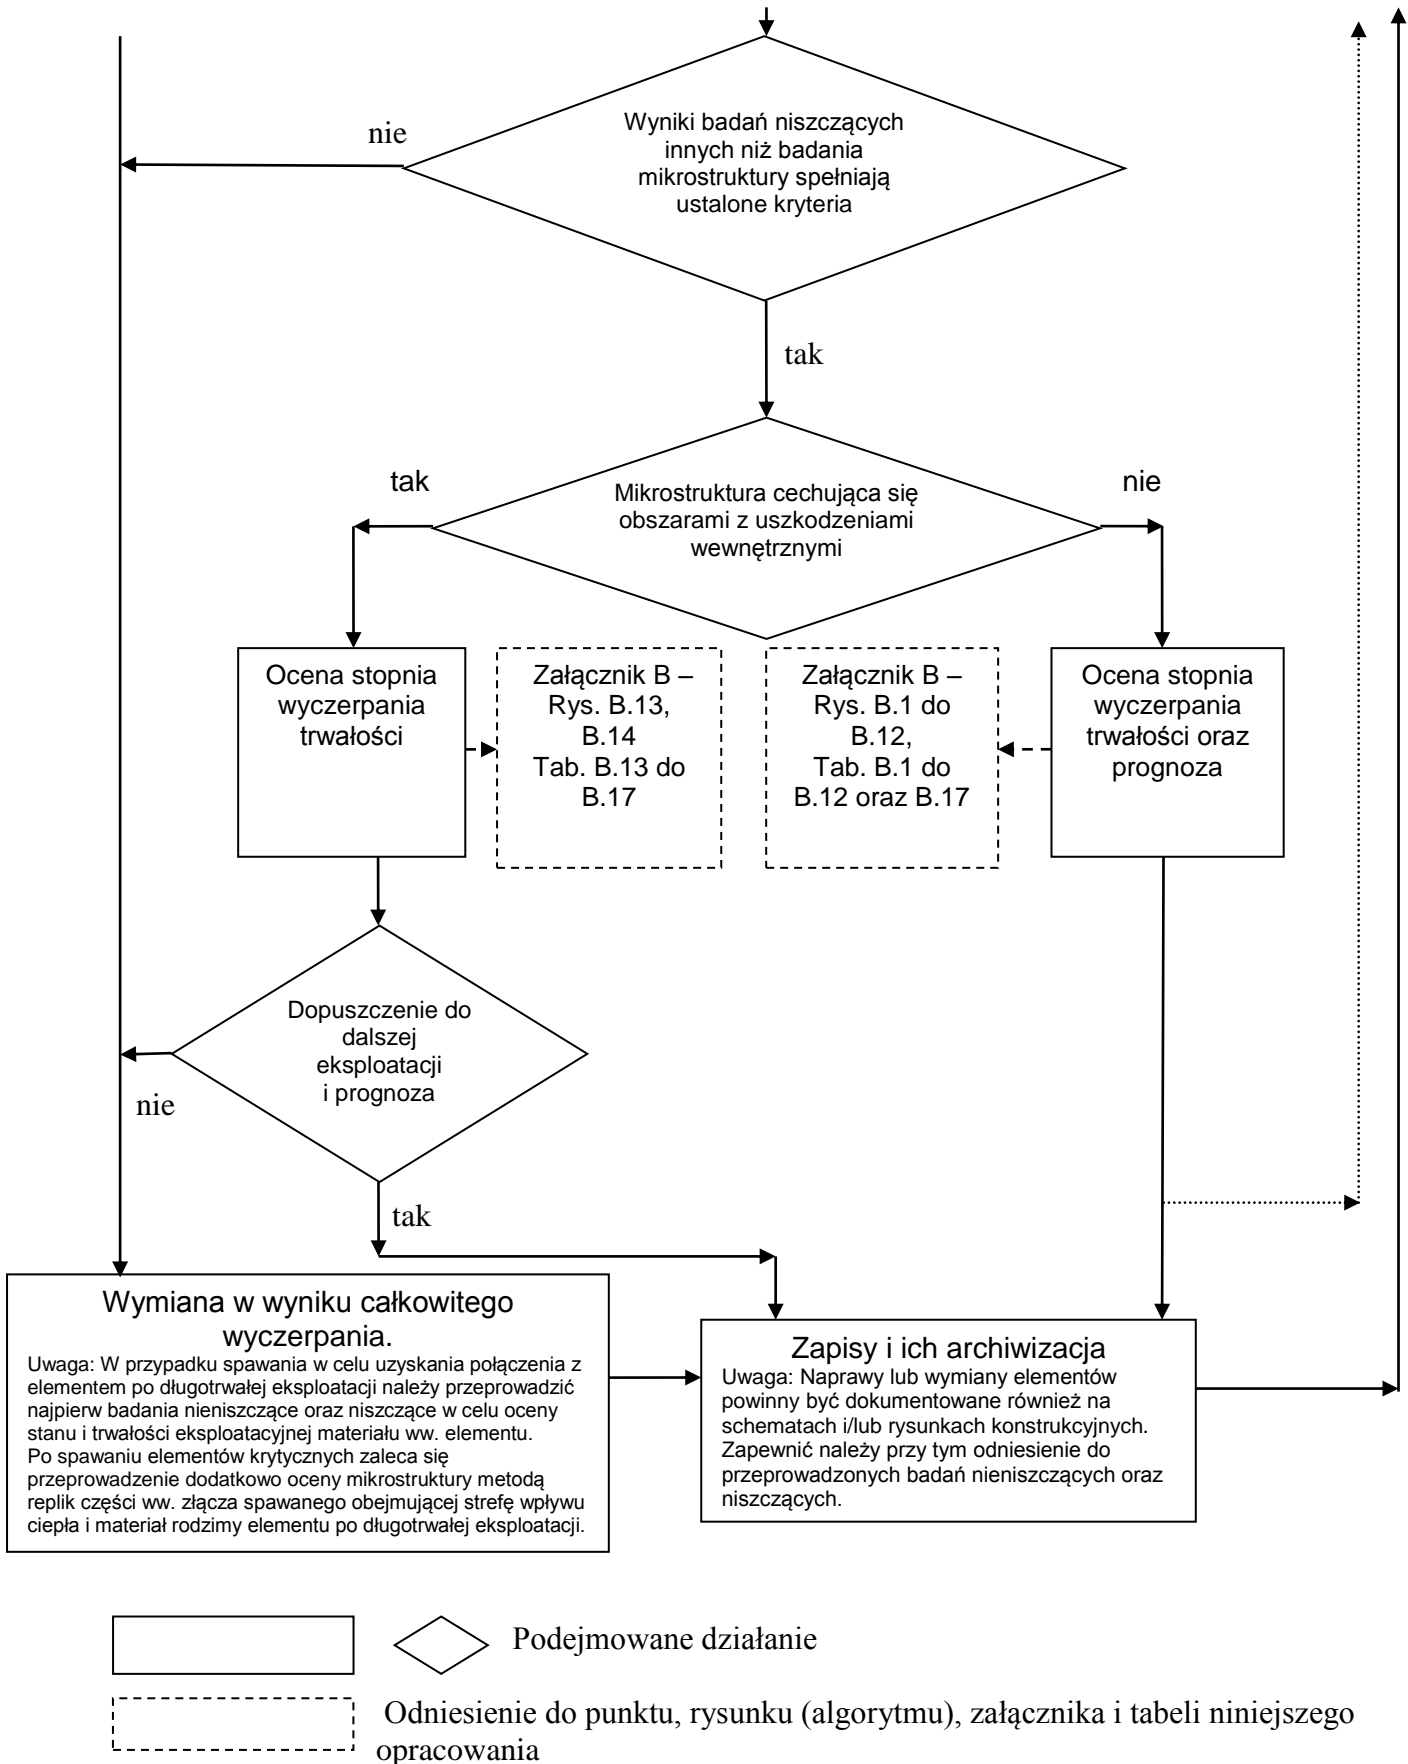 nie
Wyniki badań niszczących
innych niż badania
mikrostruktury spełniają
ustalone kryteria
tak
tak
Mikrostruktura cechująca się
obszarami z uszkodzeniami
wewnętrznymi
nie
Ocena stopnia
wyczerpania
trwałości
Załącznik B –
Rys. B.13,
B.14
Tab. B.13 do
B.17
Załącznik B –
Rys. B.1 do
B.12,
Tab. B.1 do
B.12 oraz B.17
Ocena stopnia
wyczerpania
trwałości oraz
prognoza
Dopuszczenie do
dalszej
eksploatacji
i prognoza
nie
tak
Wymiana w wyniku całkowitego
wyczerpania.
Uwaga: W przypadku spawania w celu uzyskania połączenia z
elementem po długotrwałej eksploatacji należy przeprowadzić
najpierw badania nieniszczące oraz niszczące w celu oceny
stanu i trwałości eksploatacyjnej materiału ww. elementu.
Po spawaniu elementów krytycznych zaleca się
przeprowadzenie dodatkowo oceny mikrostruktury metodą
replik części ww. złącza spawanego obejmującej strefę wpływu
ciepła i materiał rodzimy elementu po długotrwałej eksploatacji.
Zapisy i ich archiwizacja
Uwaga: Naprawy lub wymiany elementów
powinny być dokumentowane również na
schematach i/lub rysunkach konstrukcyjnych.
Zapewnić należy przy tym odniesienie do
przeprowadzonych badań nieniszczących oraz
niszczących.
Podejmowane działanie
Odniesienie do punktu, rysunku (algorytmu), załącznika i tabeli niniejszego
opracowania